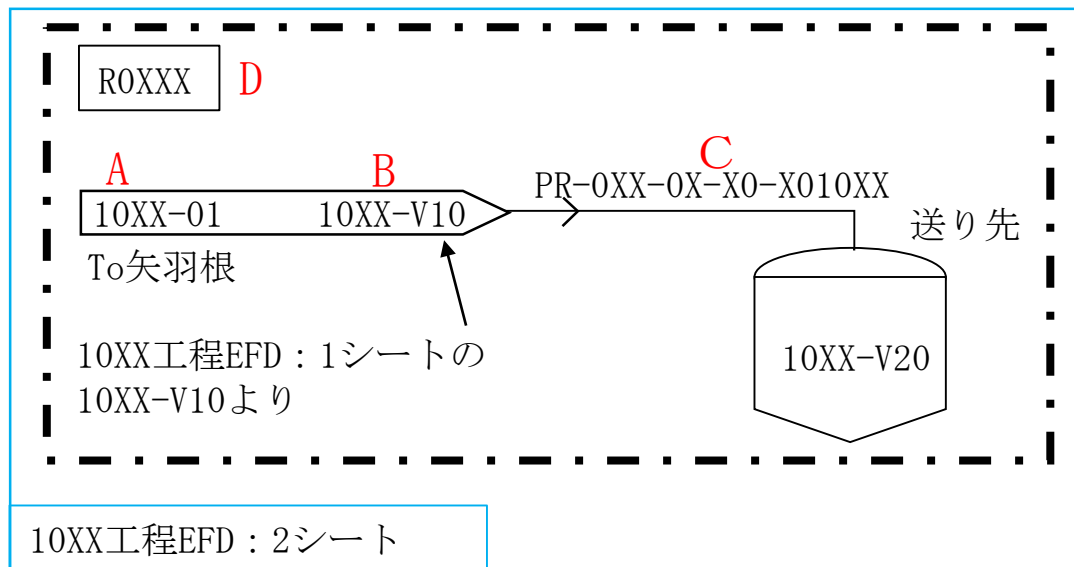 R0XXX D
A B C
PR-0XX-0X-X0-X010XX
10XX-01 10XX-V10
送り先
To矢羽根
10XX工程EFD：1シートの
10XX-V10より
10XX-V20
10XX工程EFD：2シート